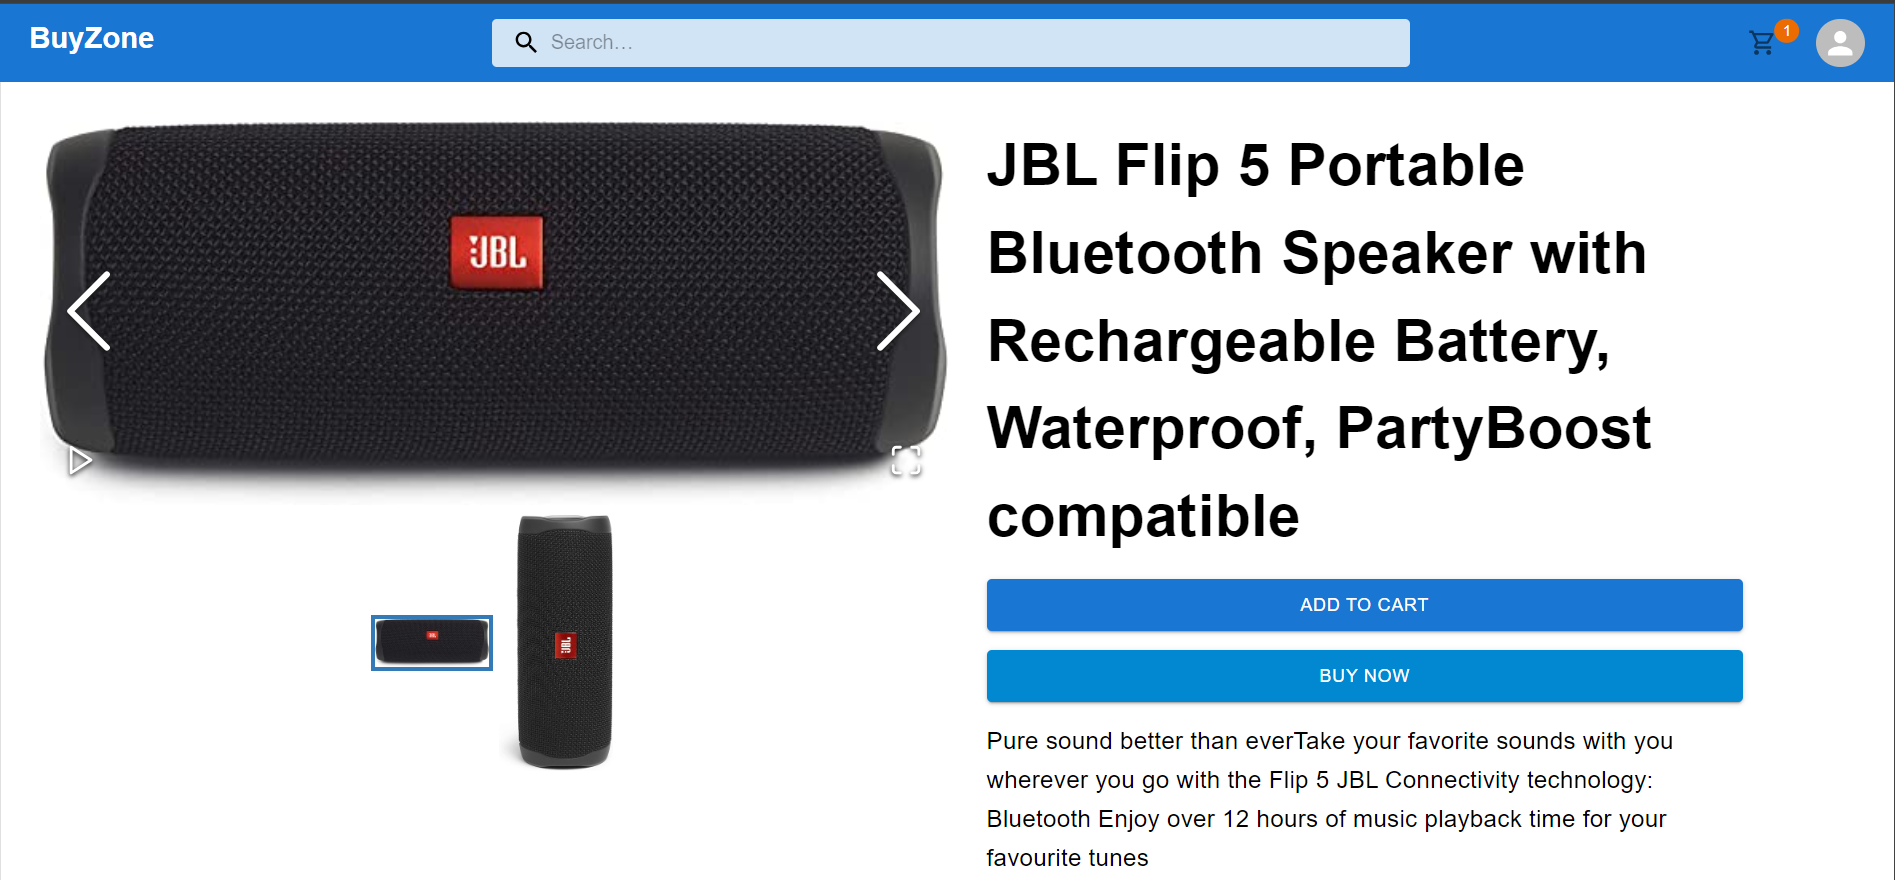 BuyZone
Search...
1
JBL
JBL Flip 5 Portable
Bluetooth Speaker with
Rechargeable Battery,
Waterproof, PartyBoost
compatible
JBL
JBL
ADD TO CART
BUY NOW
Pure sound better than everTake your favorite sounds with you
wherever you go with the Flip 5 JBL Connectivity technology:
Bluetooth Enjoy over 12 hours of music playback time for your
favourite tunes